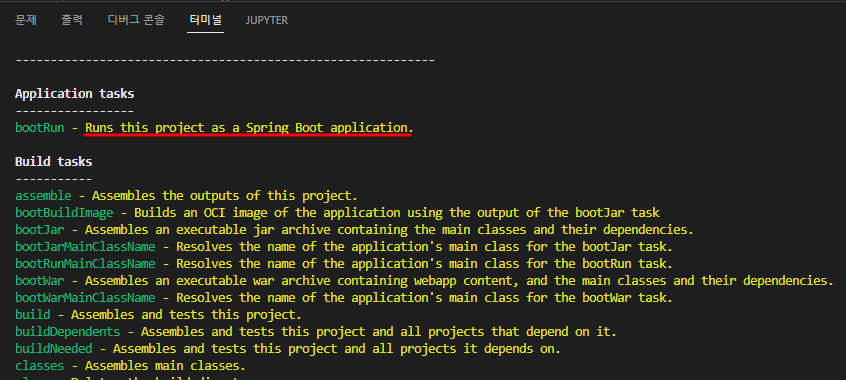 문제 출력 디버그 콘솔 터미널 JUPYTER
------------------------------------------------------------
Application tasks
-----------------
bootRun - Runs this project as a Spring Boot application.
Build tasks
-----------
assemble - Assembles the outputs of this project.
bootBuildImage - Builds an OCI image of the application using the output of the bootJar task
bootJar - Assembles an executable jar archive containing the main classes and their dependencies.
bootJarMainClassName - Resolves the name of the application's main class for the bootJar task.
bootRunMainClassName - Resolves the name of the application's main class for the bootRun task.
bootWar - Assembles an executable war archive containing webapp content, and the main classes and their dependencies.
bootWarMainClassName - Resolves the name of the application's main class for the bootWar task.
build - Assembles and tests this project.
buildDependents - Assembles and tests this project and all projects that depend on it.
buildNeeded - Assembles and tests this project and all projects it depends on.
classes - Assembles main classes.